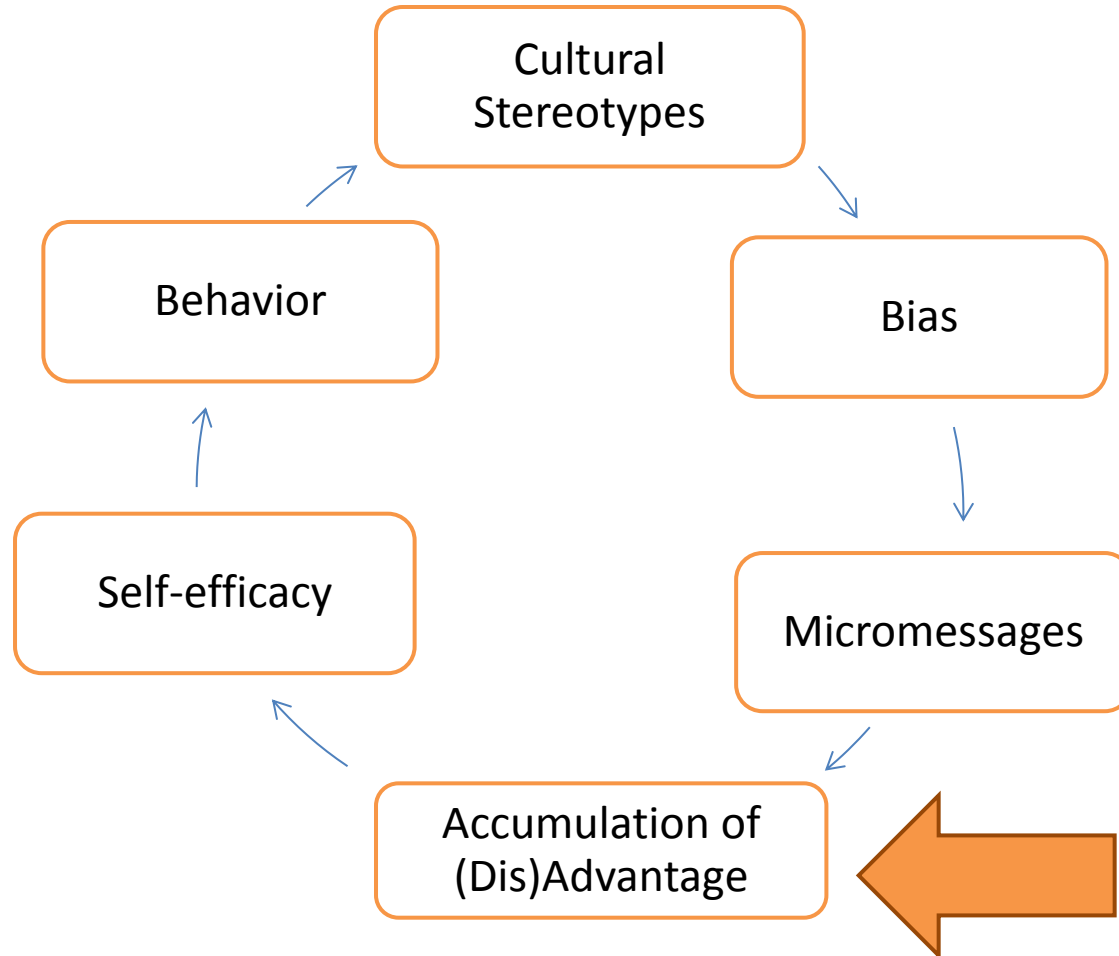 Cultural
Stereotypes
Bias
Micromessages
Accumulation of
(Dis)Advantage
Self-efficacy
Behavior